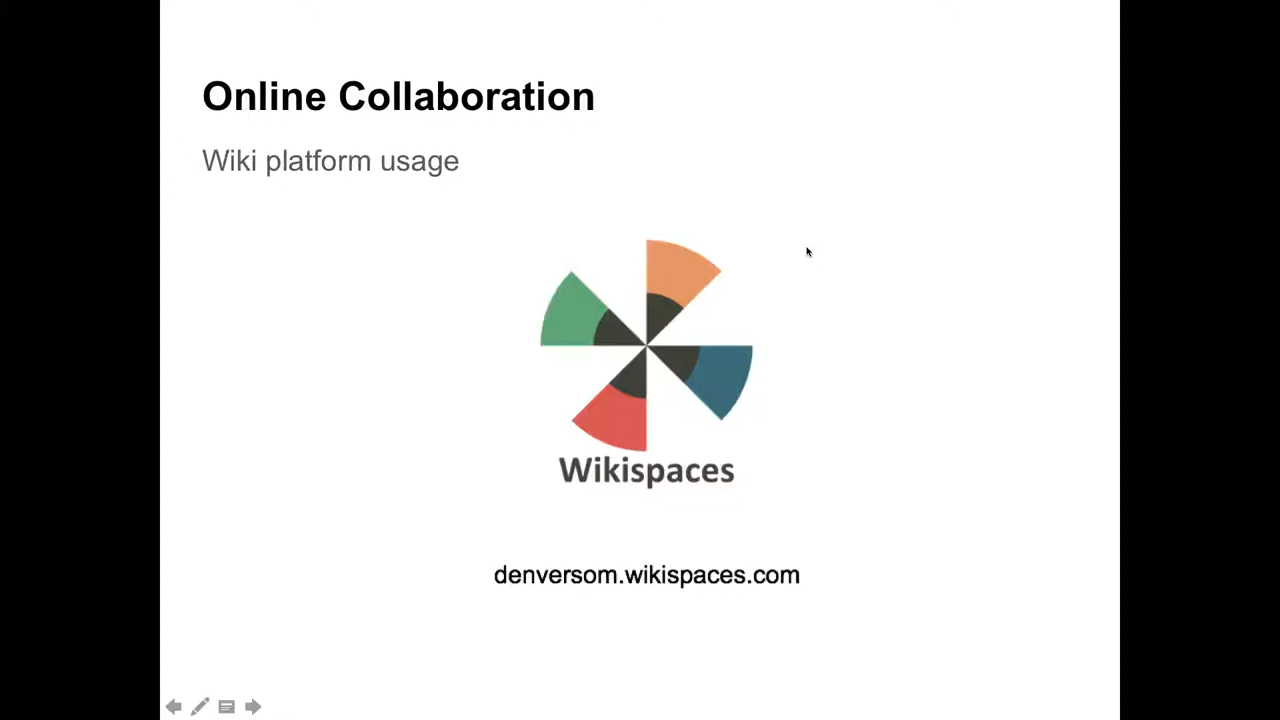 Online Collaboration
Wiki platform usage
Wikispaces
denversom.wikispaces.com